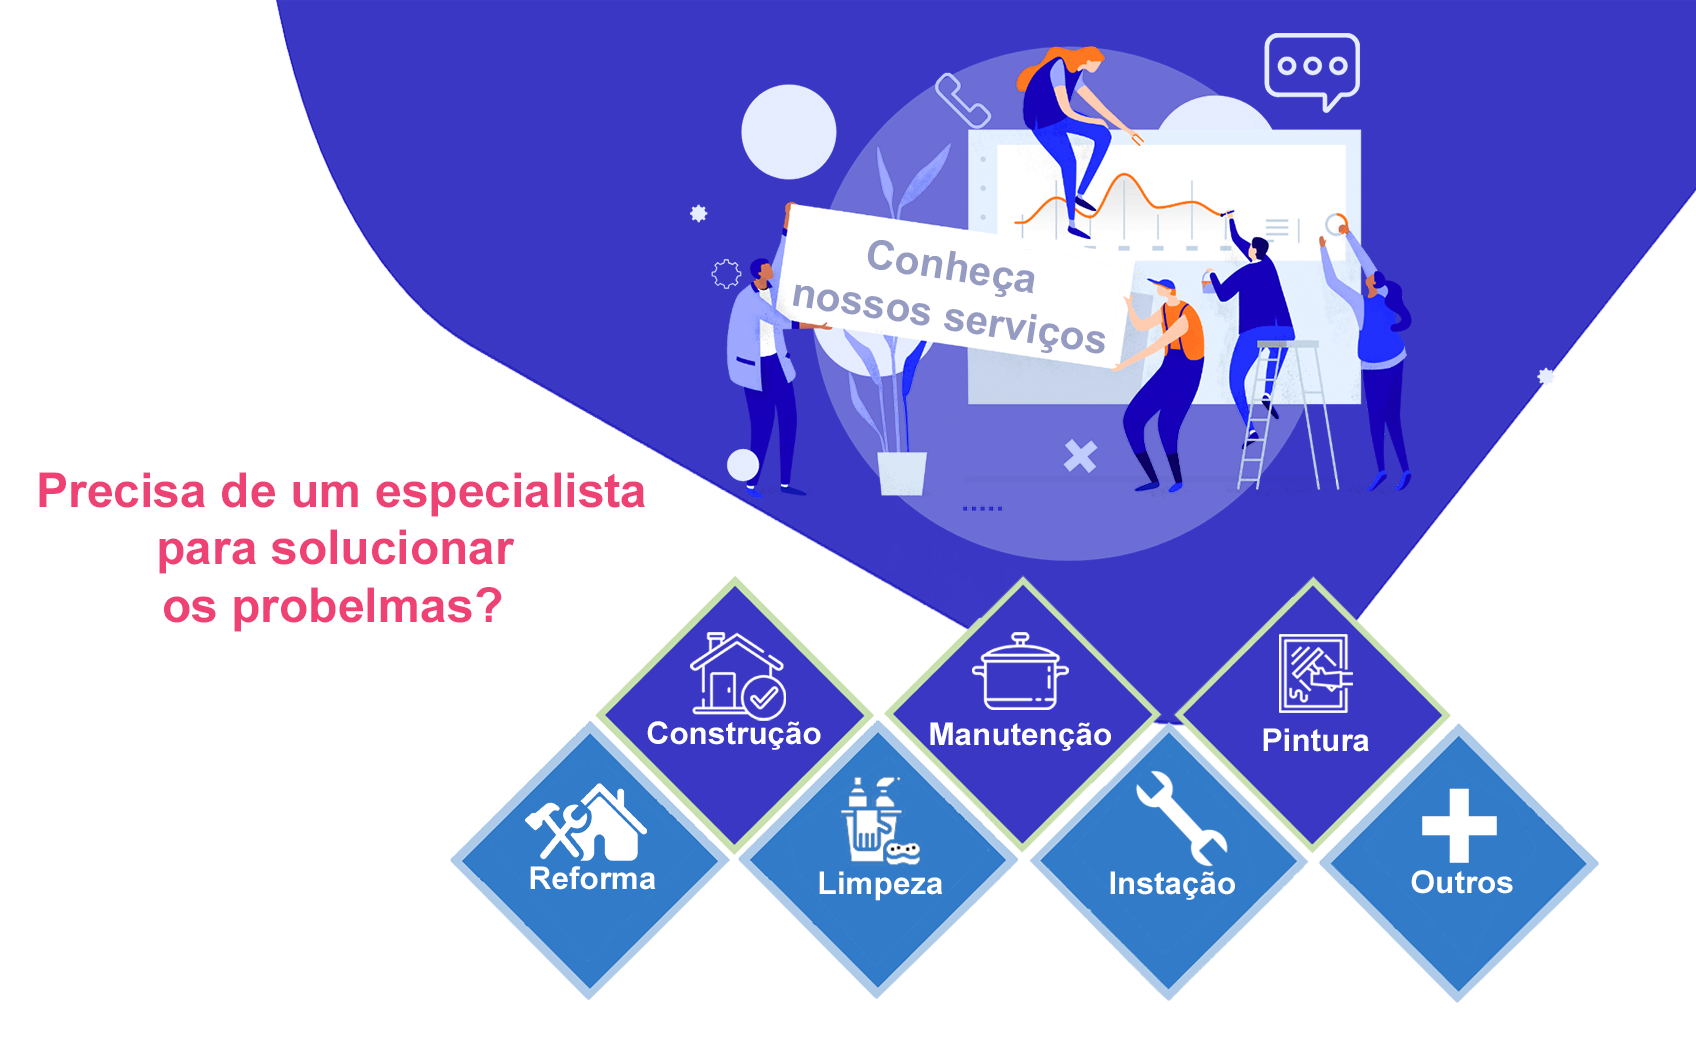 Conheça
nossos serviços
Precisa de um especialista
para solucionar
os probelmas?
Construção
Manutenção
Pintura
Reforma
Limpeza
Instação
Outros